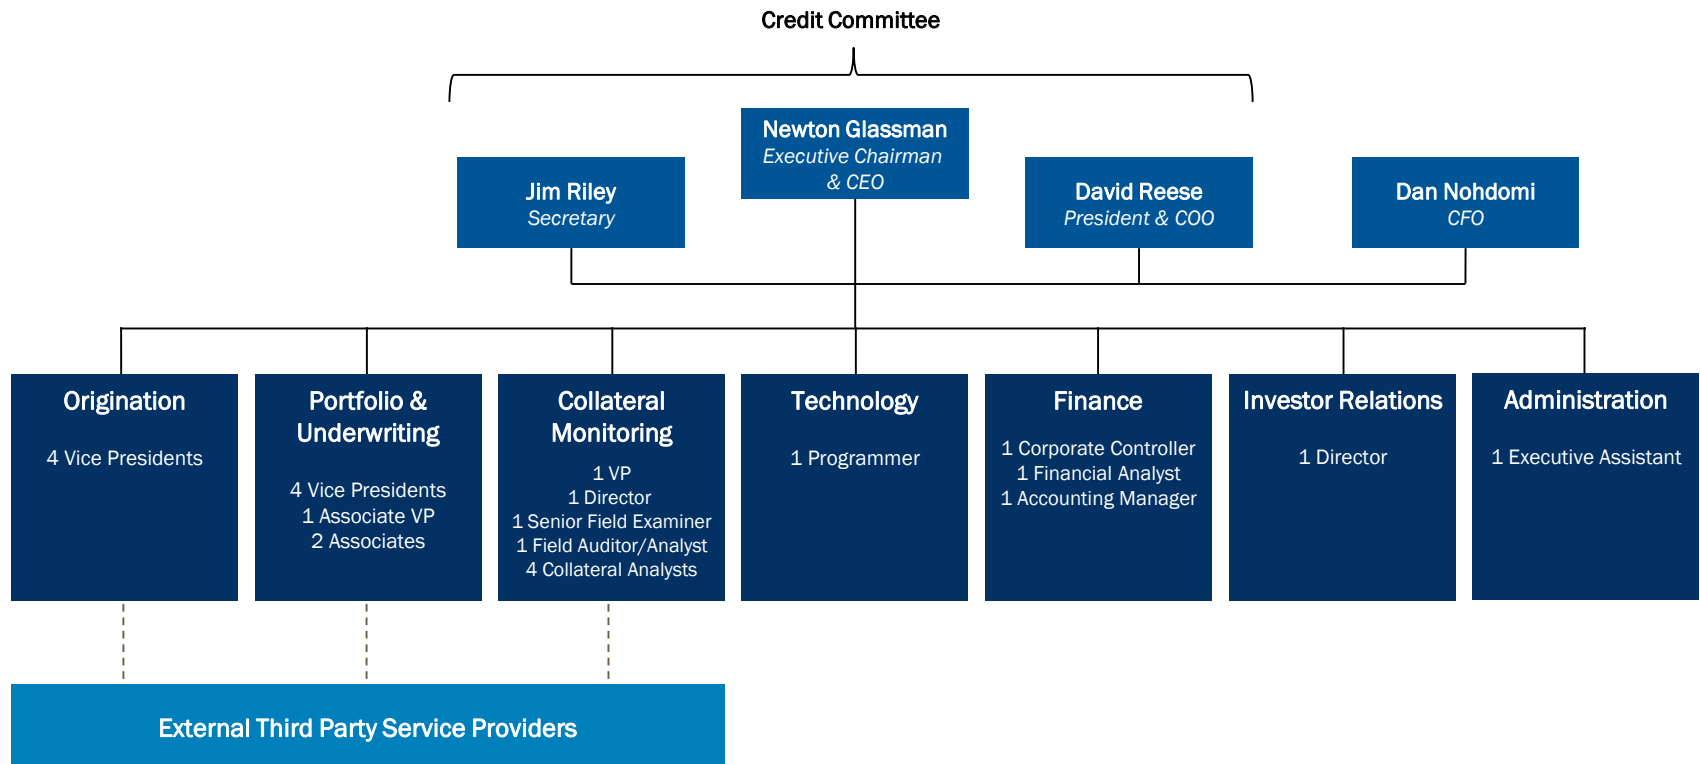 Credit Committee
Newton Glassman
Executive Chairman
& CEO
Jim Riley
Secretary
David Reese
President & COO
Dan Nohdomi
CFO
Origination
4 Vice Presidents
Portfolio &
Underwriting
4 Vice Presidents
1 Associate VP
2 Associates
Collateral
Monitoring
1 VP
1 Director
1 Senior Field Examiner
1 Field Auditor/Analyst
4 Collateral Analysts
Technology
1 Programmer
Finance
1 Corporate Controller
1 Financial Analyst
1 Accounting Manager
Investor Relations
1 Director
Administration
1 Executive Assistant
External Third Party Service Providers